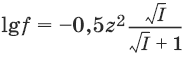 lgf = −0,5z² √I / (√I + 1)